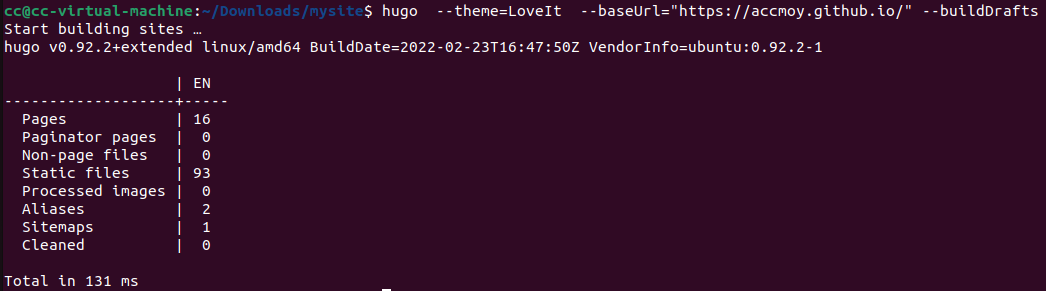 cc@cc-virtual-machine:~/Downloads/mysite$ hugo  --theme=LoveIt  --baseUrl="https://accmoy.github.io/" --buildDrafts
Start building sites …
hugo v0.92.2+extended linux/amd64 BuildDate=2022-02-23T16:47:50Z VendorInfo=ubuntu:0.92.2-1
                   | EN
-------------------+-----
  Pages            | 16
  Paginator pages  |  0
  Non-page files   |  0
  Static files     | 93
  Processed images |  0
  Aliases          |  2
  Sitemaps         |  1
  Cleaned          |  0
Total in 131 ms